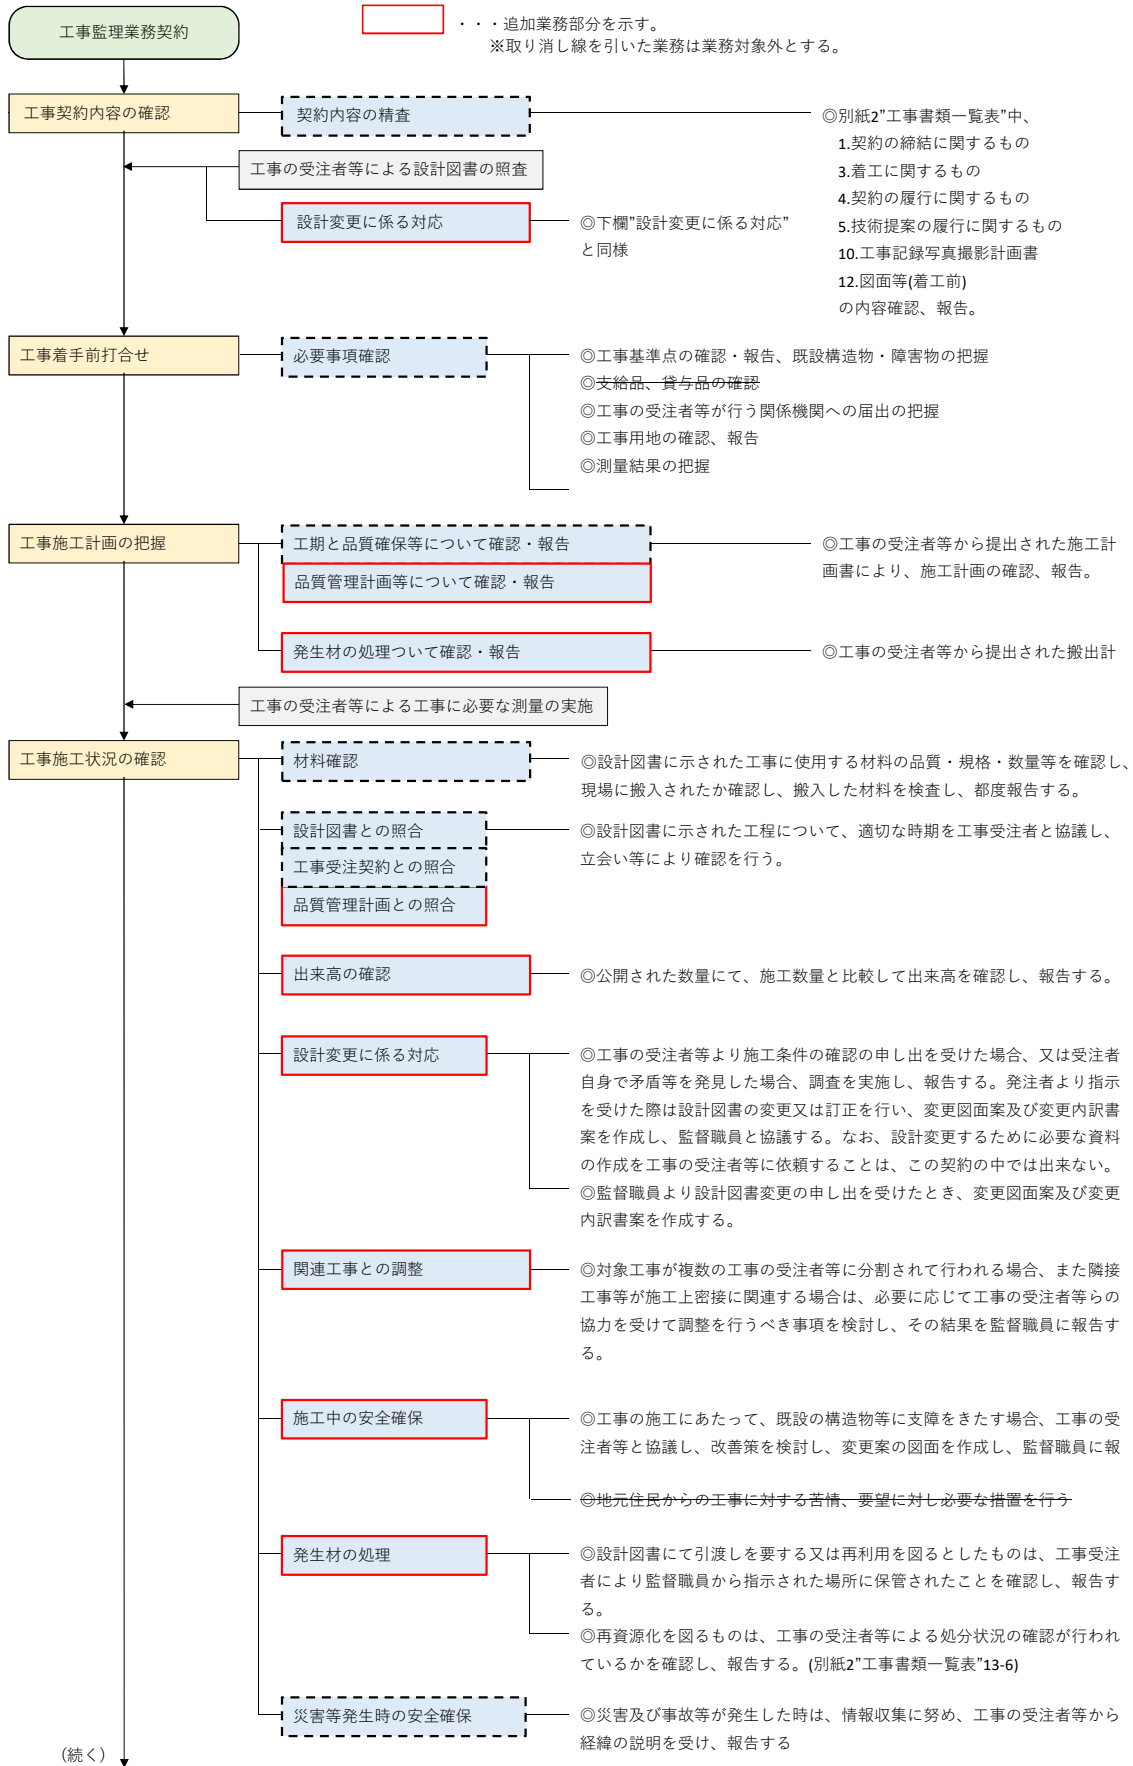 工事監理業務契約
・・・追加業務部分を示す。
※取り消し線を引いた業務は業務対象外とする。
工事契約内容の確認
契約内容の精査
◎別紙2”工事書類一覧表”中、
1.契約の締結に関するもの
3.着工に関するもの
4.契約の履行に関するもの
5.技術提案の履行に関するもの
10.工事記録写真撮影計画書
12.図面等(着工前)
の内容確認、報告。
工事の受注者等による設計図書の照査
設計変更に係る対応
◎下欄”設計変更に係る対応”
と同様
工事着手前打合せ
必要事項確認
◎工事基準点の確認・報告、既設構造物・障害物の把握
◎支給品、貸与品の確認
◎工事の受注者等が行う関係機関への届出の把握
◎工事用地の確認、報告
◎測量結果の把握
工事施工計画の把握
工期と品質確保等について確認・報告
◎工事の受注者等から提出された施工計
画書により、施工計画の確認、報告。
品質管理計画等について確認・報告
発生材の処理ついて確認・報告
◎工事の受注者等から提出された搬出計
工事の受注者等による工事に必要な測量の実施
工事施工状況の確認
材料確認
◎設計図書に示された工事に使用する材料の品質・規格・数量等を確認し、
現場に搬入されたか確認し、搬入した材料を検査し、都度報告する。
設計図書との照合
◎設計図書に示された工程について、適切な時期を工事受注者と協議し、
立会い等により確認を行う。
工事受注契約との照合
品質管理計画との照合
出来高の確認
◎公開された数量にて、施工数量と比較して出来高を確認し、報告する。
設計変更に係る対応
◎工事の受注者等より施工条件の確認の申し出を受けた場合、又は受注者
自身で矛盾等を発見した場合、調査を実施し、報告する。発注者より指示
を受けた際は設計図書の変更又は訂正を行い、変更図面案及び変更内訳書
案を作成し、監督職員と協議する。なお、設計変更するために必要な資料
の作成を工事の受注者等に依頼することは、この契約の中では出来ない。
◎監督職員より設計図書変更の申し出を受けたとき、変更図面案及び変更
内訳書案を作成する。
関連工事との調整
◎対象工事が複数の工事の受注者等に分割されて行われる場合、また隣接
工事等が施工上密接に関連する場合は、必要に応じて工事の受注者等らの
協力を受けて調整を行うべき事項を検討し、その結果を監督職員に報告す
る。
施工中の安全確保
◎工事の施工にあたって、既設の構造物等に支障をきたす場合、工事の受
注者等と協議し、改善策を検討し、変更案の図面を作成し、監督職員に報
◎地元住民からの工事に対する苦情、要望に対し必要な措置を行う
発生材の処理
◎設計図書にて引渡しを要する又は再利用を図るとしたものは、工事受注
者により監督職員から指示された場所に保管されたことを確認し、報告す
る。
◎再資源化を図るものは、工事の受注者等による処分状況の確認が行われ
ているかを確認し、報告する。(別紙2”工事書類一覧表”13-6)
災害等発生時の安全確保
◎災害及び事故等が発生した時は、情報収集に努め、工事の受注者等から
経緯の説明を受け、報告する
(続く)